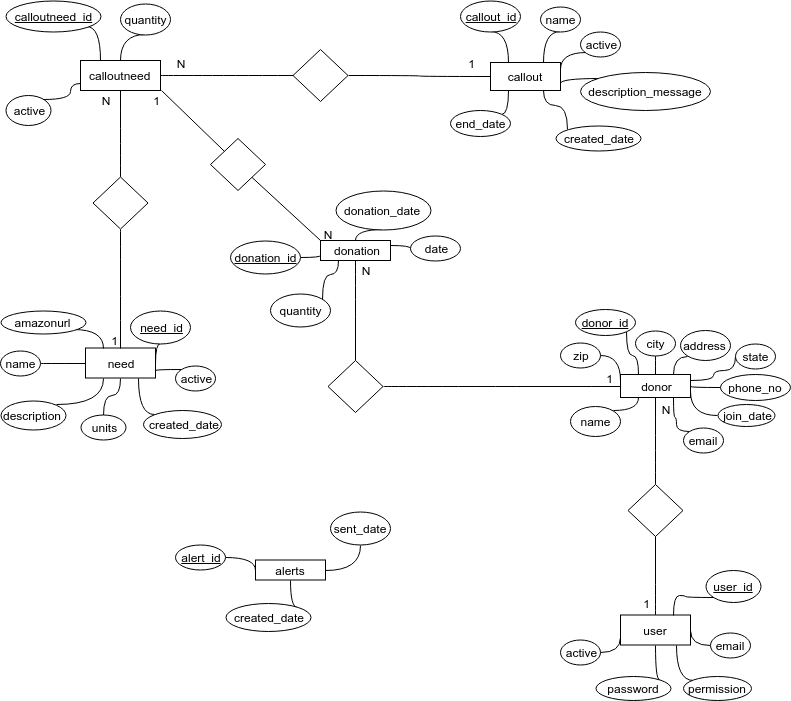 calloutneed_id
quantity
callout_id
name
active
N
1
calloutneed
callout
description_message
active
N
1
end_date
created_date
donation_date
N
donation_id
donation
date
N
quantity
amazonurl
need_id
1
name
need
active
description
units
created_date
donor_id
city
address
zip
state
1
donor
phone_no
name
N
join_date
email
sent_date
alert_id
alerts
created_date
user_id
1
user
active
email
password
permission